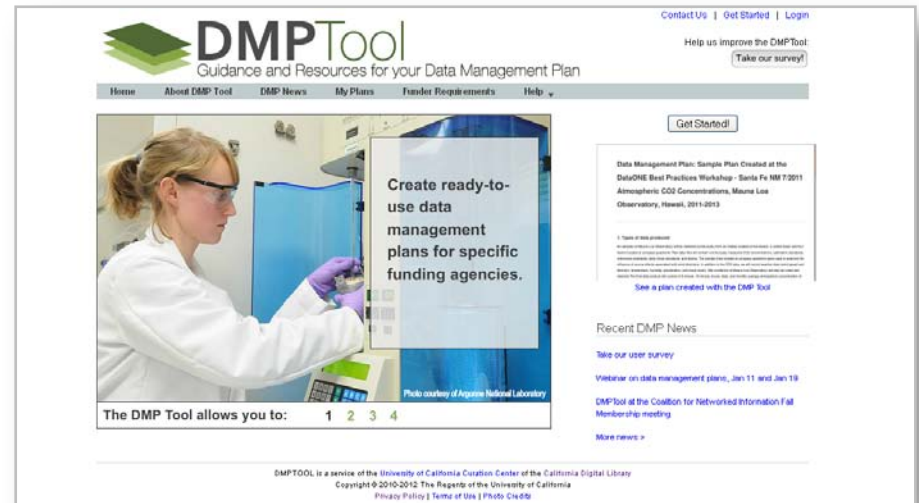 Contact Us | Get Started | Login
DMPTool
Guidance and Resources for your Data Management Plan
Help us improve the DMPTool:
Take our survey!
Home About DMP Tool DMP News My Plans Funder Requirements Help
Create ready-to-
use data
management
plans for specific
funding agencies.
Photo courtesy of Argonne National Laboratory
The DMP Tool allows you to: 1 2 3 4
Get Started!
Data Management Plan: Sample Plan Created at the
DataONE Best Practices Workshop - Santa Fe NM 7/2011
Atmospheric CO2 Concentrations, Mauna Loa
Observatory, Hawaii, 2011-2013
1. Types of data produced
See a plan created with the DMP Tool
Recent DMP News
Take our user survey
Webinar on data management plans, Jan 11 and Jan 19
DMPTool at the Coalition for Networked Information Fall
Membership meeting
More news >
DMPTOOL is a service of the University of California Curation Center of the California Digital Library
Copyright © 2010-2012 The Regents of the University of California
Privacy Policy | Terms of Use | Photo Credits